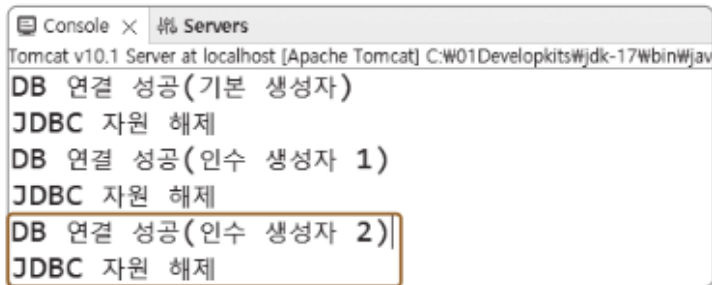 Console × Servers
Tomcat v10.1 Server at localhost [Apache Tomcat] C:₩01Developkits₩jdk-17₩bin₩jav
DB 연결 성공(기본 생성자)
JDBC 자원 해제
DB 연결 성공(인수 생성자 1)
JDBC 자원 해제
DB 연결 성공(인수 생성자 2)
JDBC 자원 해제